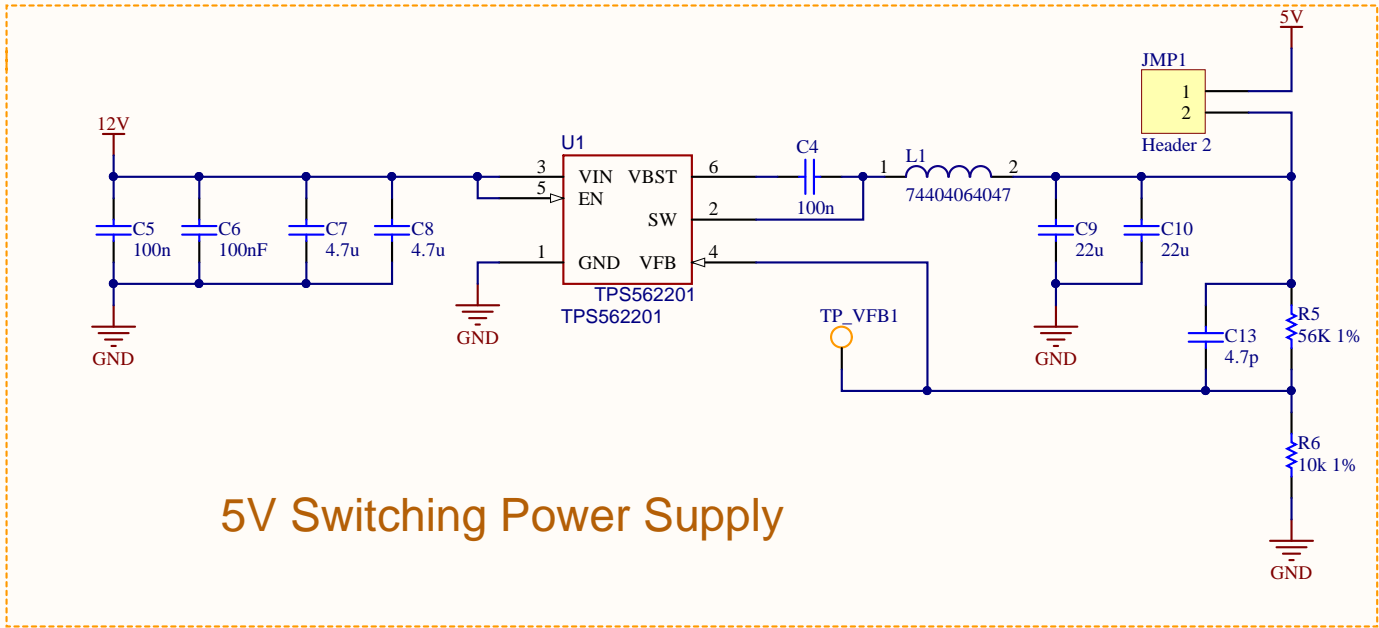 5V
JMP1
1
2
Header 2
12V
U1
3 VIN VBST 6
5 EN
SW 2
1 GND VFB 4
TPS562201
TPS562201
C4
100n
1 L1 2
74404064047
C5
100n
C6
100nF
C7
4.7u
C8
4.7u
C9
22u
C10
22u
GND
GND
GND
TP_VFB1
C13
4.7p
R5
56K 1%
R6
10k 1%
GND
5V Switching Power Supply